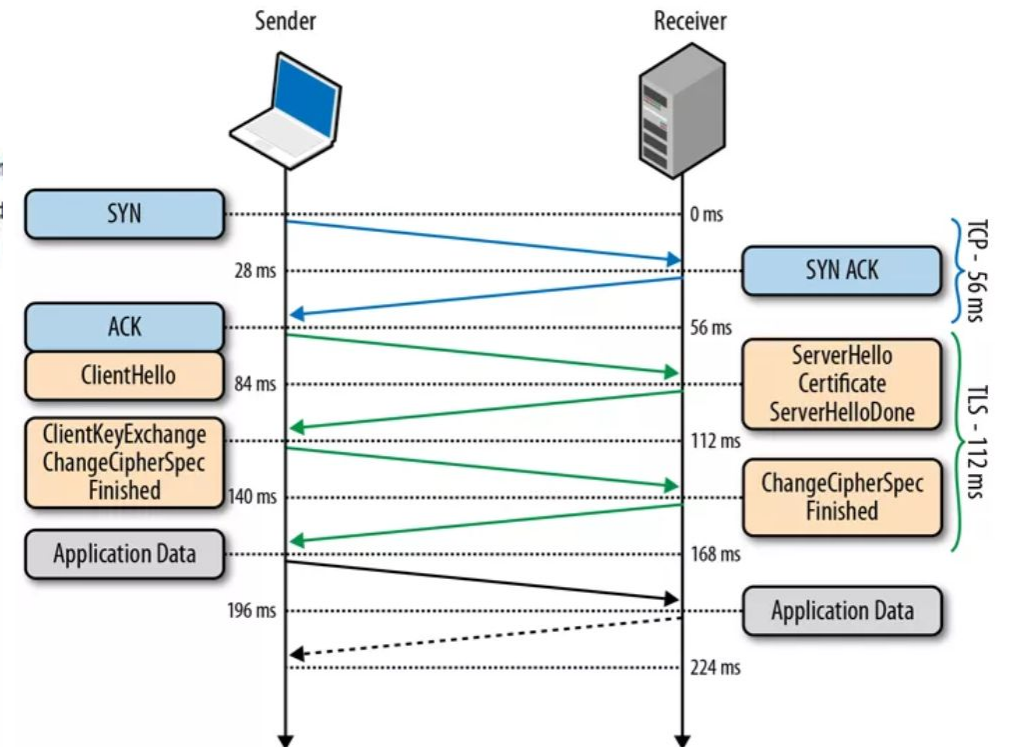 Sender
Receiver
SYN
0 ms
28 ms
SYN ACK
TCP - 56 ms
ACK
56 ms
ClientHello
84 ms
ServerHello
Certificate
ServerHelloDone
TLS - 112 ms
ClientKeyExchange
ChangeCipherSpec
Finished
112 ms
140 ms
ChangeCipherSpec
Finished
Application Data
168 ms
196 ms
Application Data
224 ms